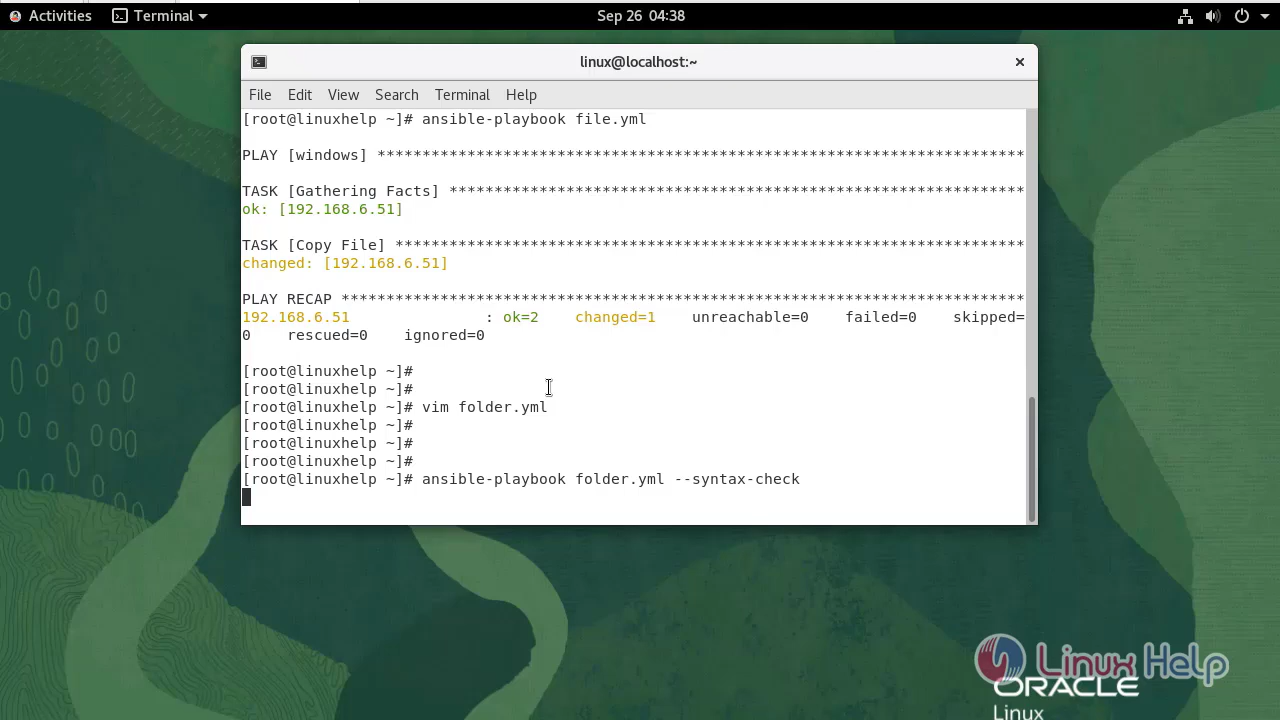 Activities Terminal Sep 26 04:38
linux@localhost:~
File Edit View Search Terminal Help
[root@linuxhelp ~]# ansible-playbook file.yml
PLAY [windows] ************************************************************************
TASK [Gathering Facts] ****************************************************************
ok: [192.168.6.51]
TASK [Copy File] **********************************************************************
changed: [192.168.6.51]
PLAY RECAP ****************************************************************************
192.168.6.51               : ok=2    changed=1    unreachable=0    failed=0    skipped=
0    rescued=0    ignored=0
[root@linuxhelp ~]#
[root@linuxhelp ~]#
[root@linuxhelp ~]# vim folder.yml
[root@linuxhelp ~]#
[root@linuxhelp ~]#
[root@linuxhelp ~]#
[root@linuxhelp ~]# ansible-playbook folder.yml --syntax-check
Linux Help
ORACLE
Linux